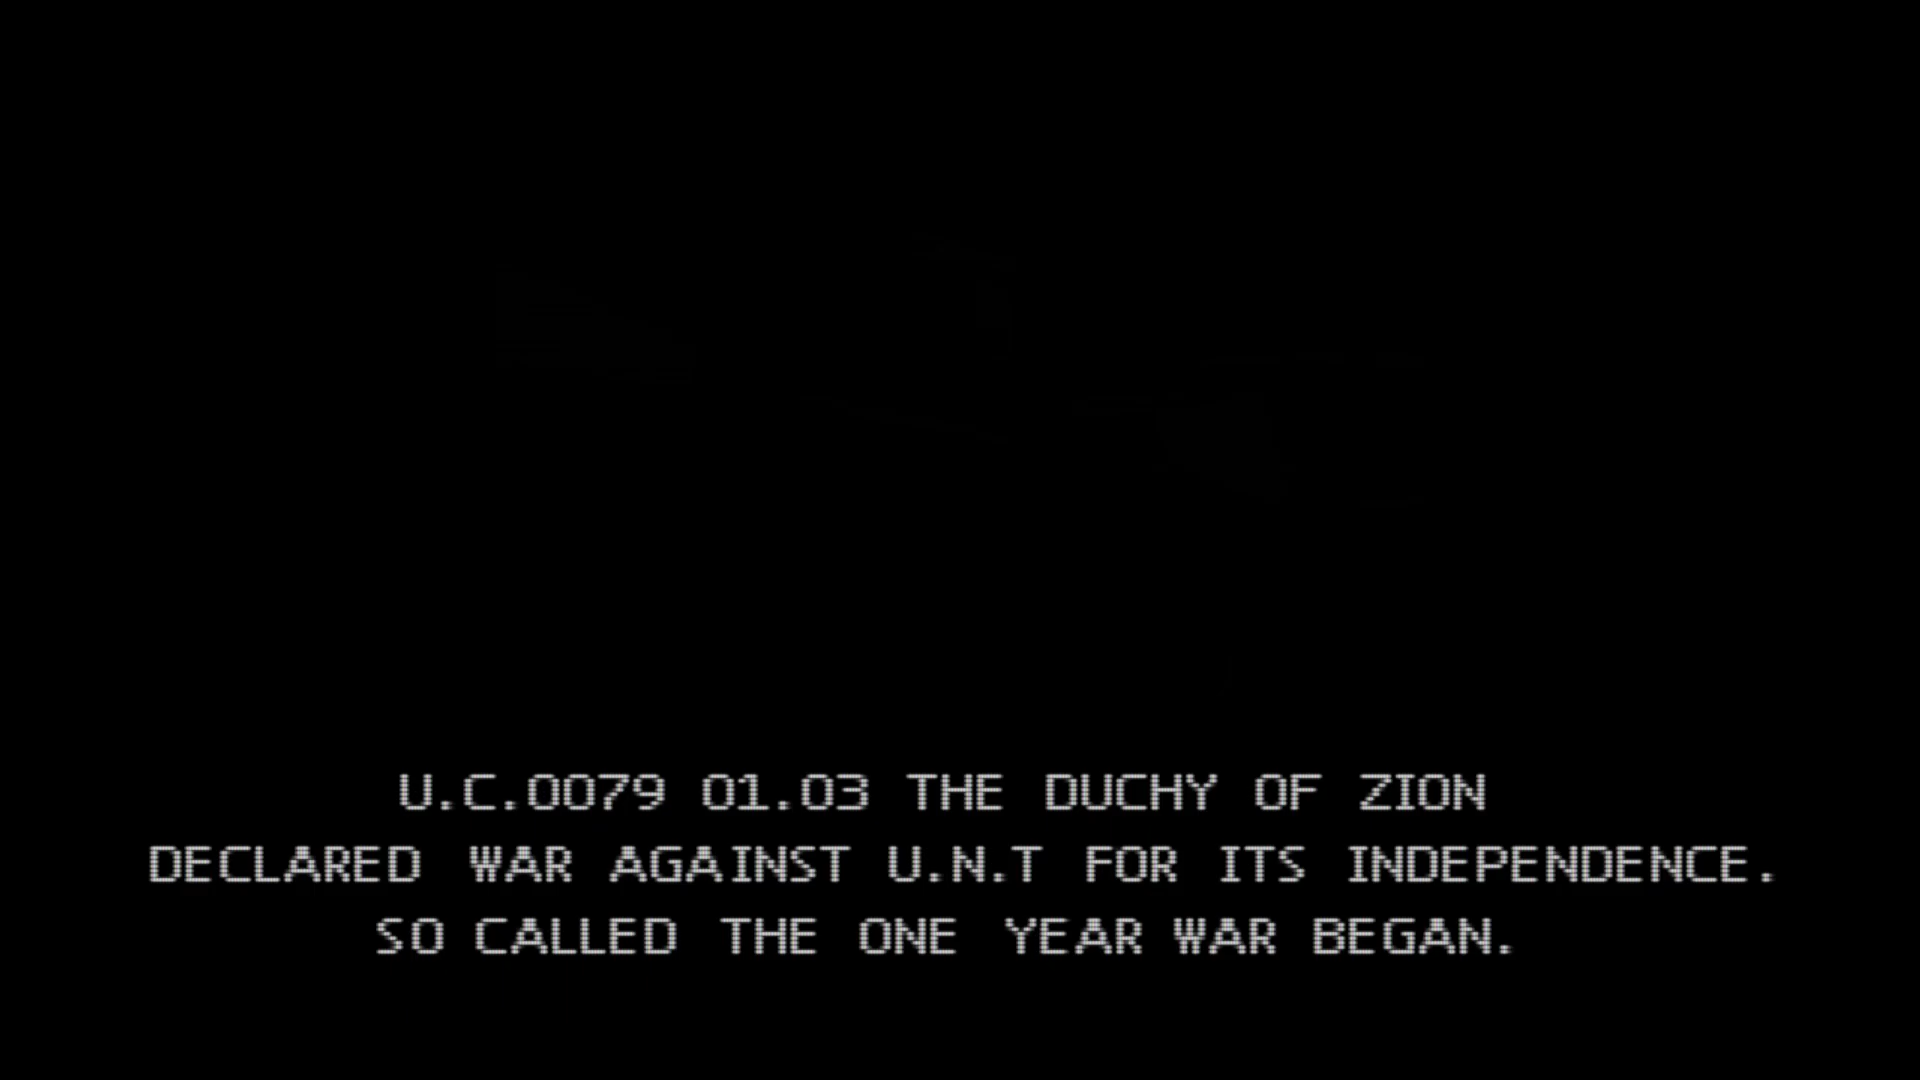 U.C.0079 01.03 THE DUCHY OF ZION
DECLARED WAR AGAINST U.N.T FOR ITS INDEPENDENCE.
SO CALLED THE ONE YEAR WAR BEGAN.